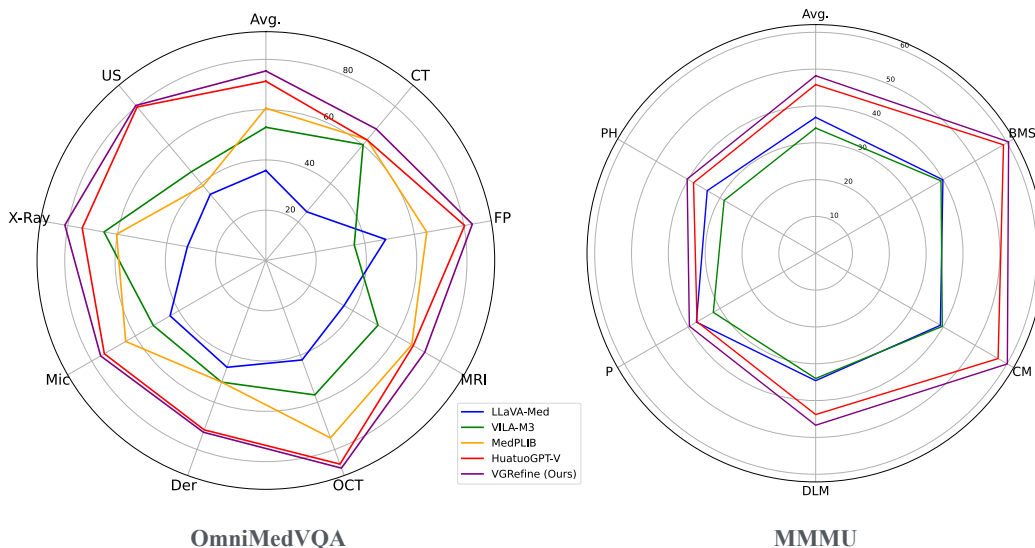 Avg.
CT
FP
MRI
OCT
Der
Mic
X-Ray
US
20
40
60
80
LLaVA-Med
VILA-M3
MedPLIB
HuatuoGPT-V
VGRefine (Ours)
OmniMedVQA
Avg.
BMS
CM
DLM
P
PH
10
20
30
40
50
60
MMMU